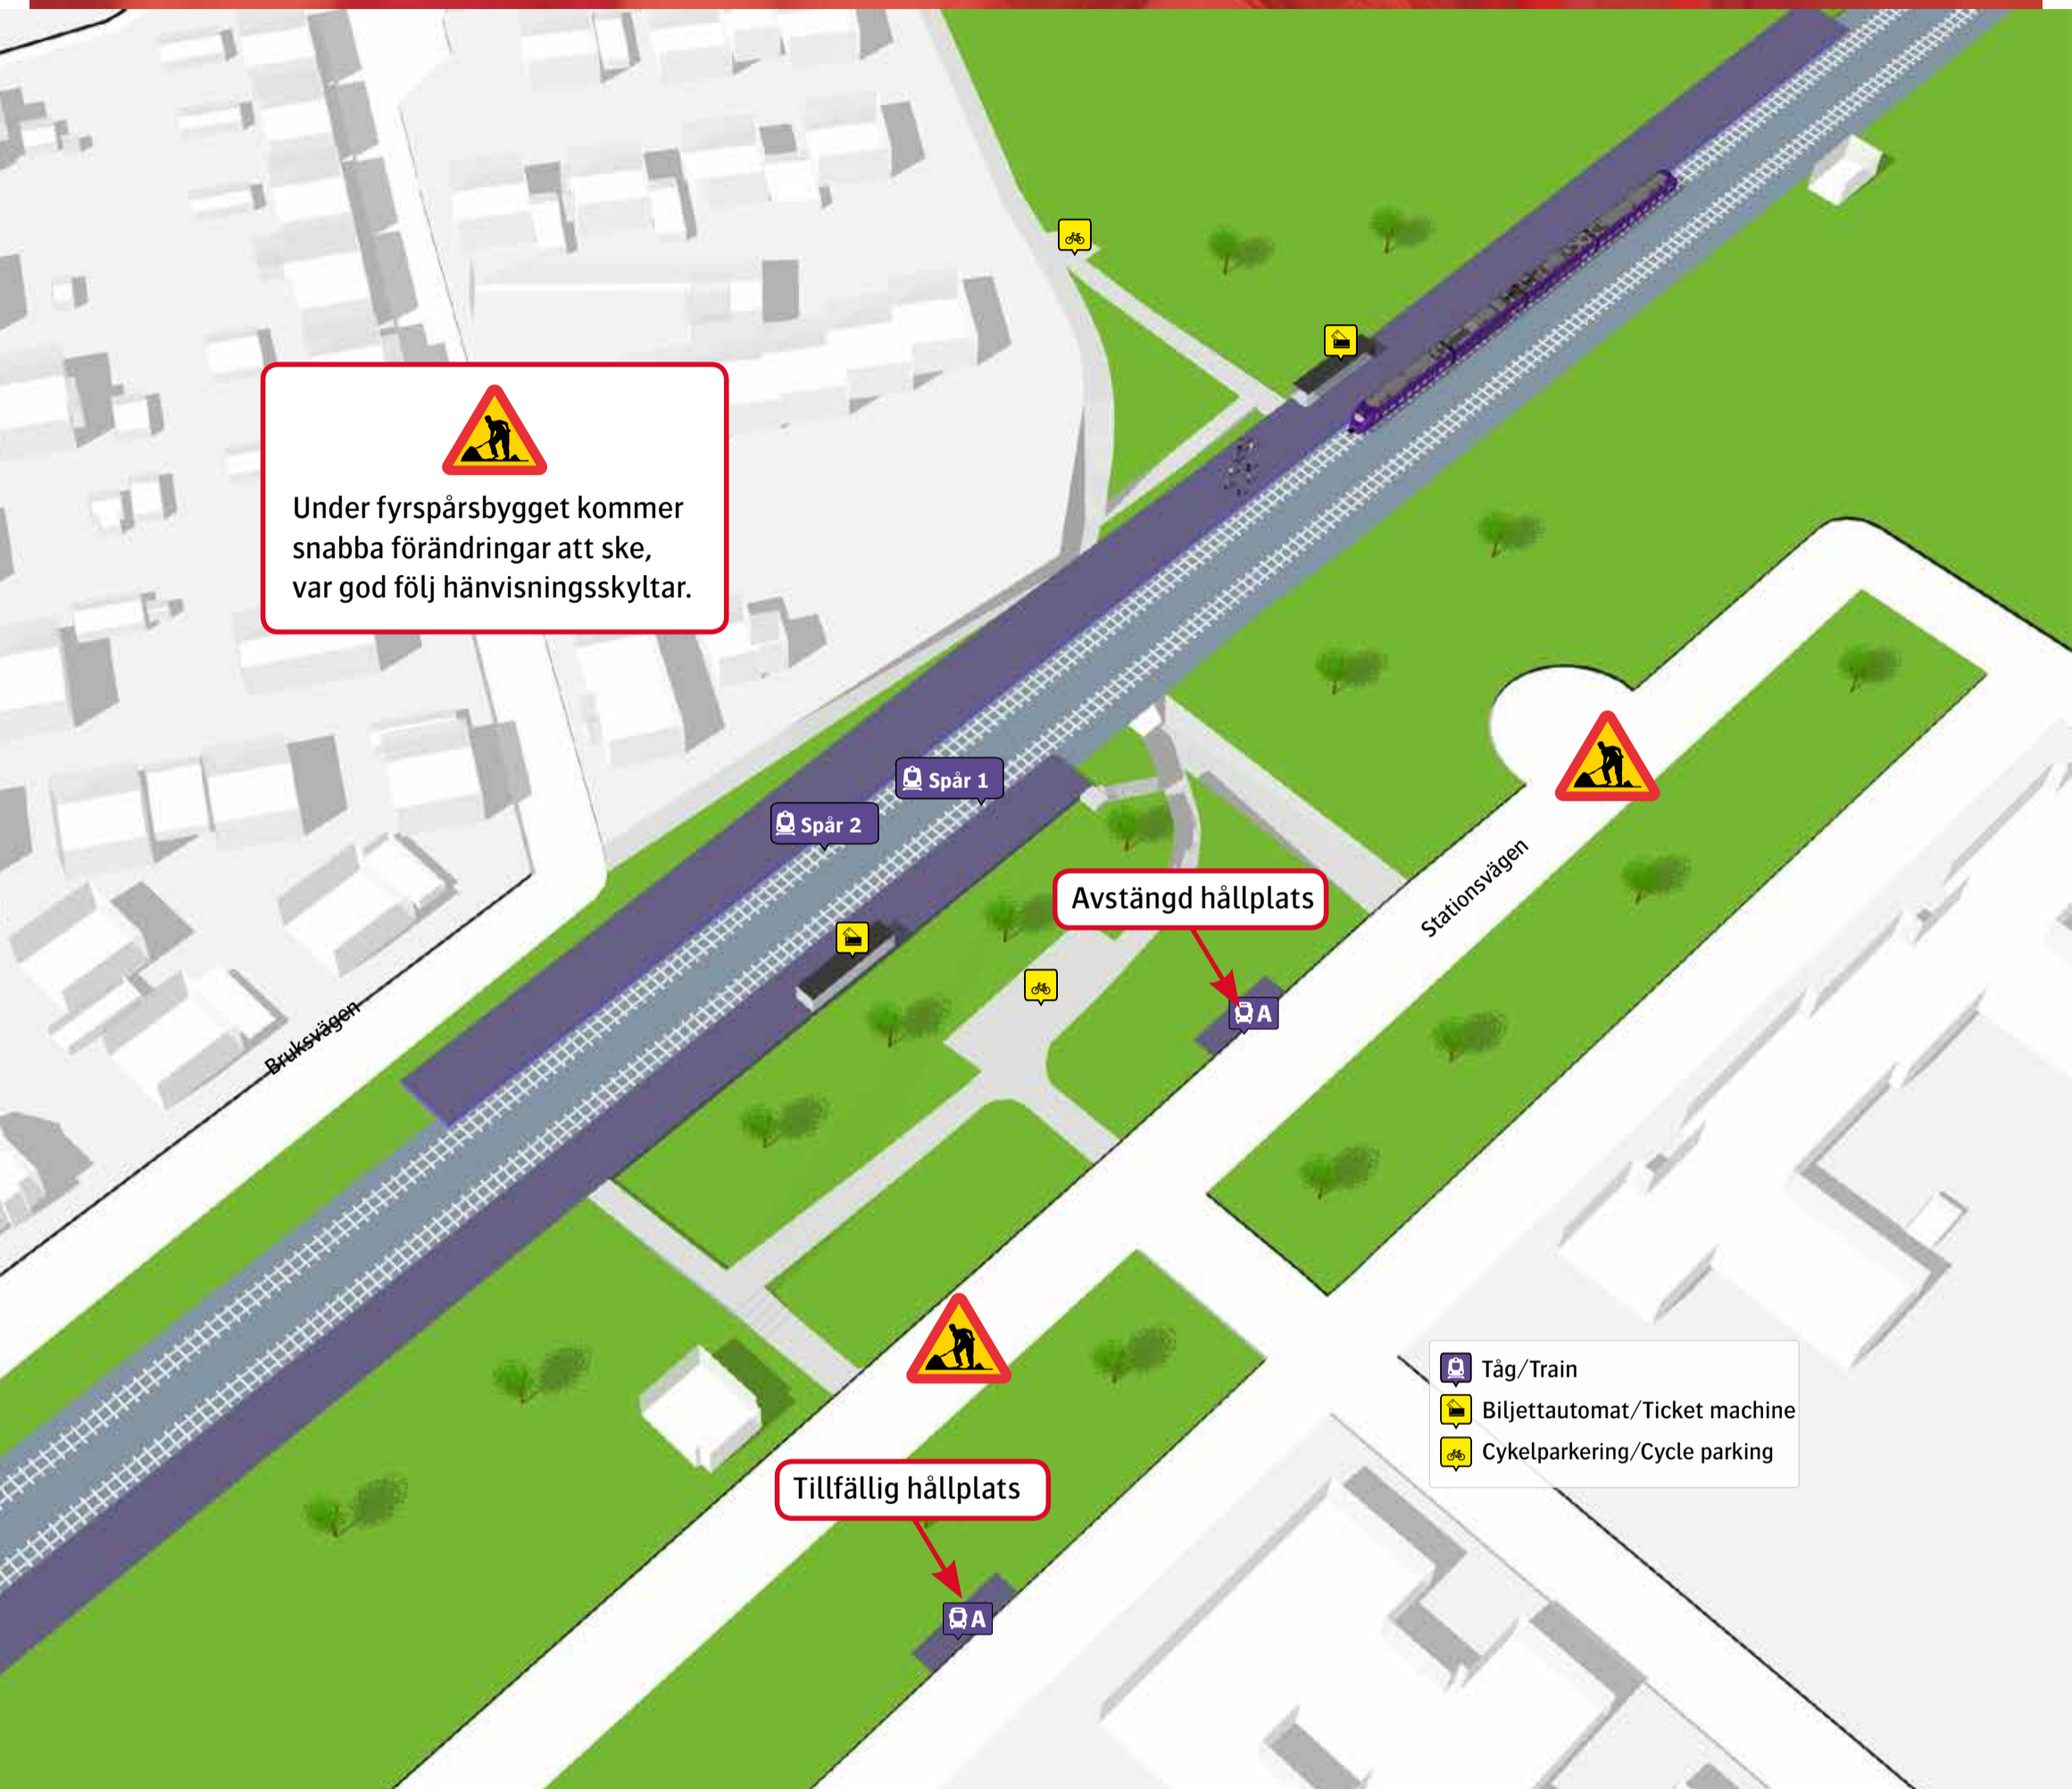 Under fyrspårsbygget kommer
snabba förändringar att ske,
var god följ hänvisningsskyltar.
Spår 1
Spår 2
Avstängd hållplats
A
Stationsvägen
Bruksvägen
Tillfällig hållplats
A
Tåg/Train
Biljettautomat/Ticket machine
Cykelparkering/Cycle parking